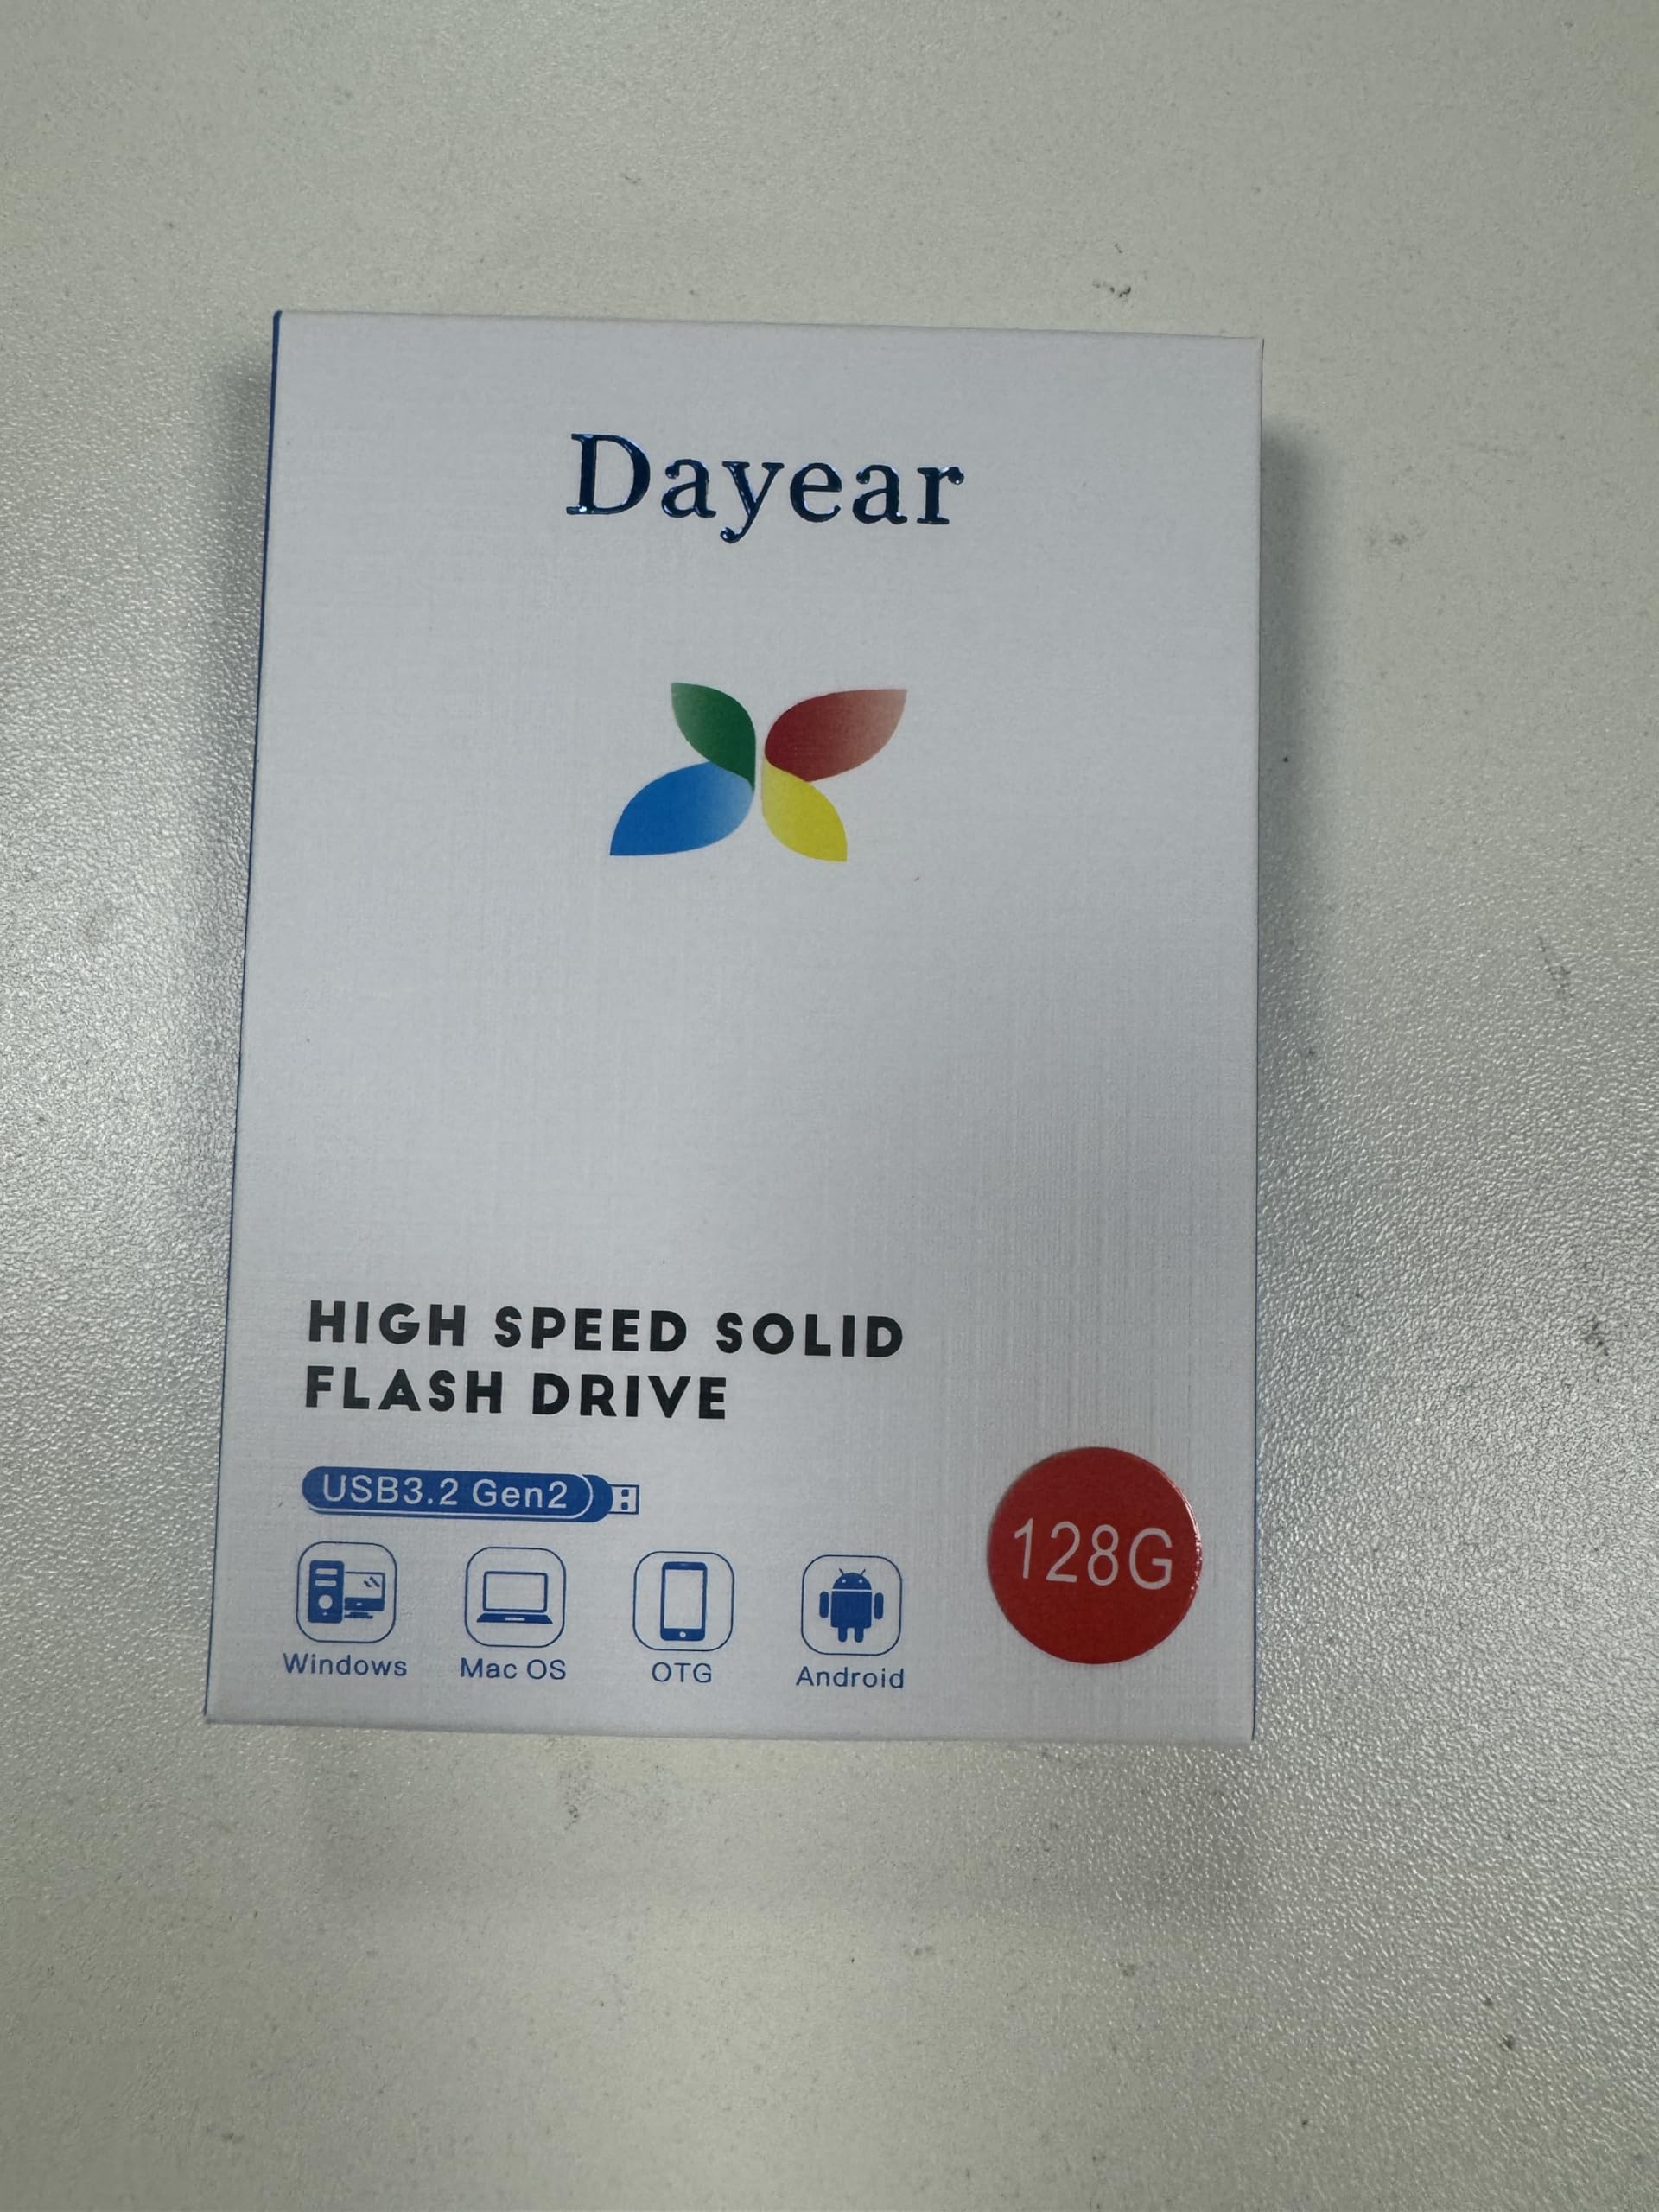 Dayear
HIGH SPEED SOLID
FLASH DRIVE
USB3.2 Gen2
128G
Windows
Mac OS
OTG
Android